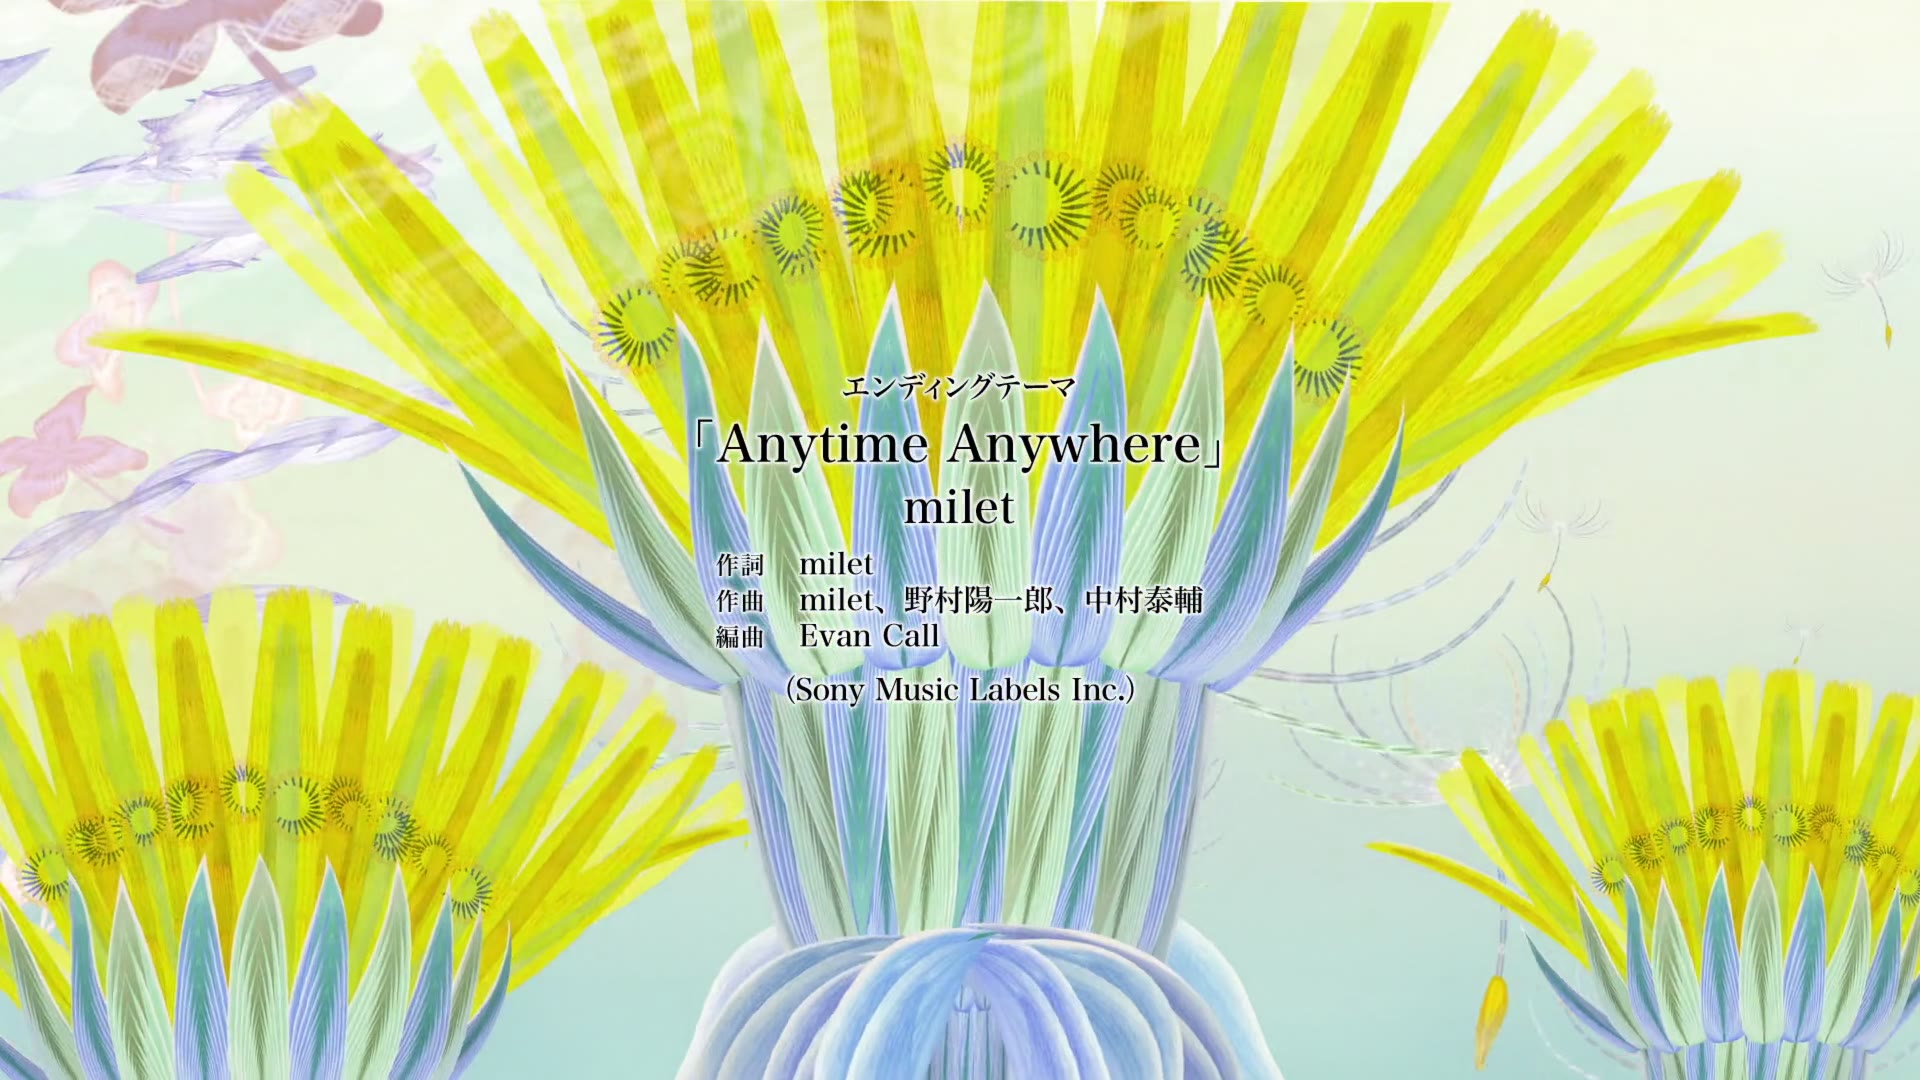 エンディングテーマ
「Anytime Anywhere」
milet
作詞 milet
作曲 milet、野村陽一郎、中村泰輔
編曲 Evan Call
(Sony Music Labels Inc.)